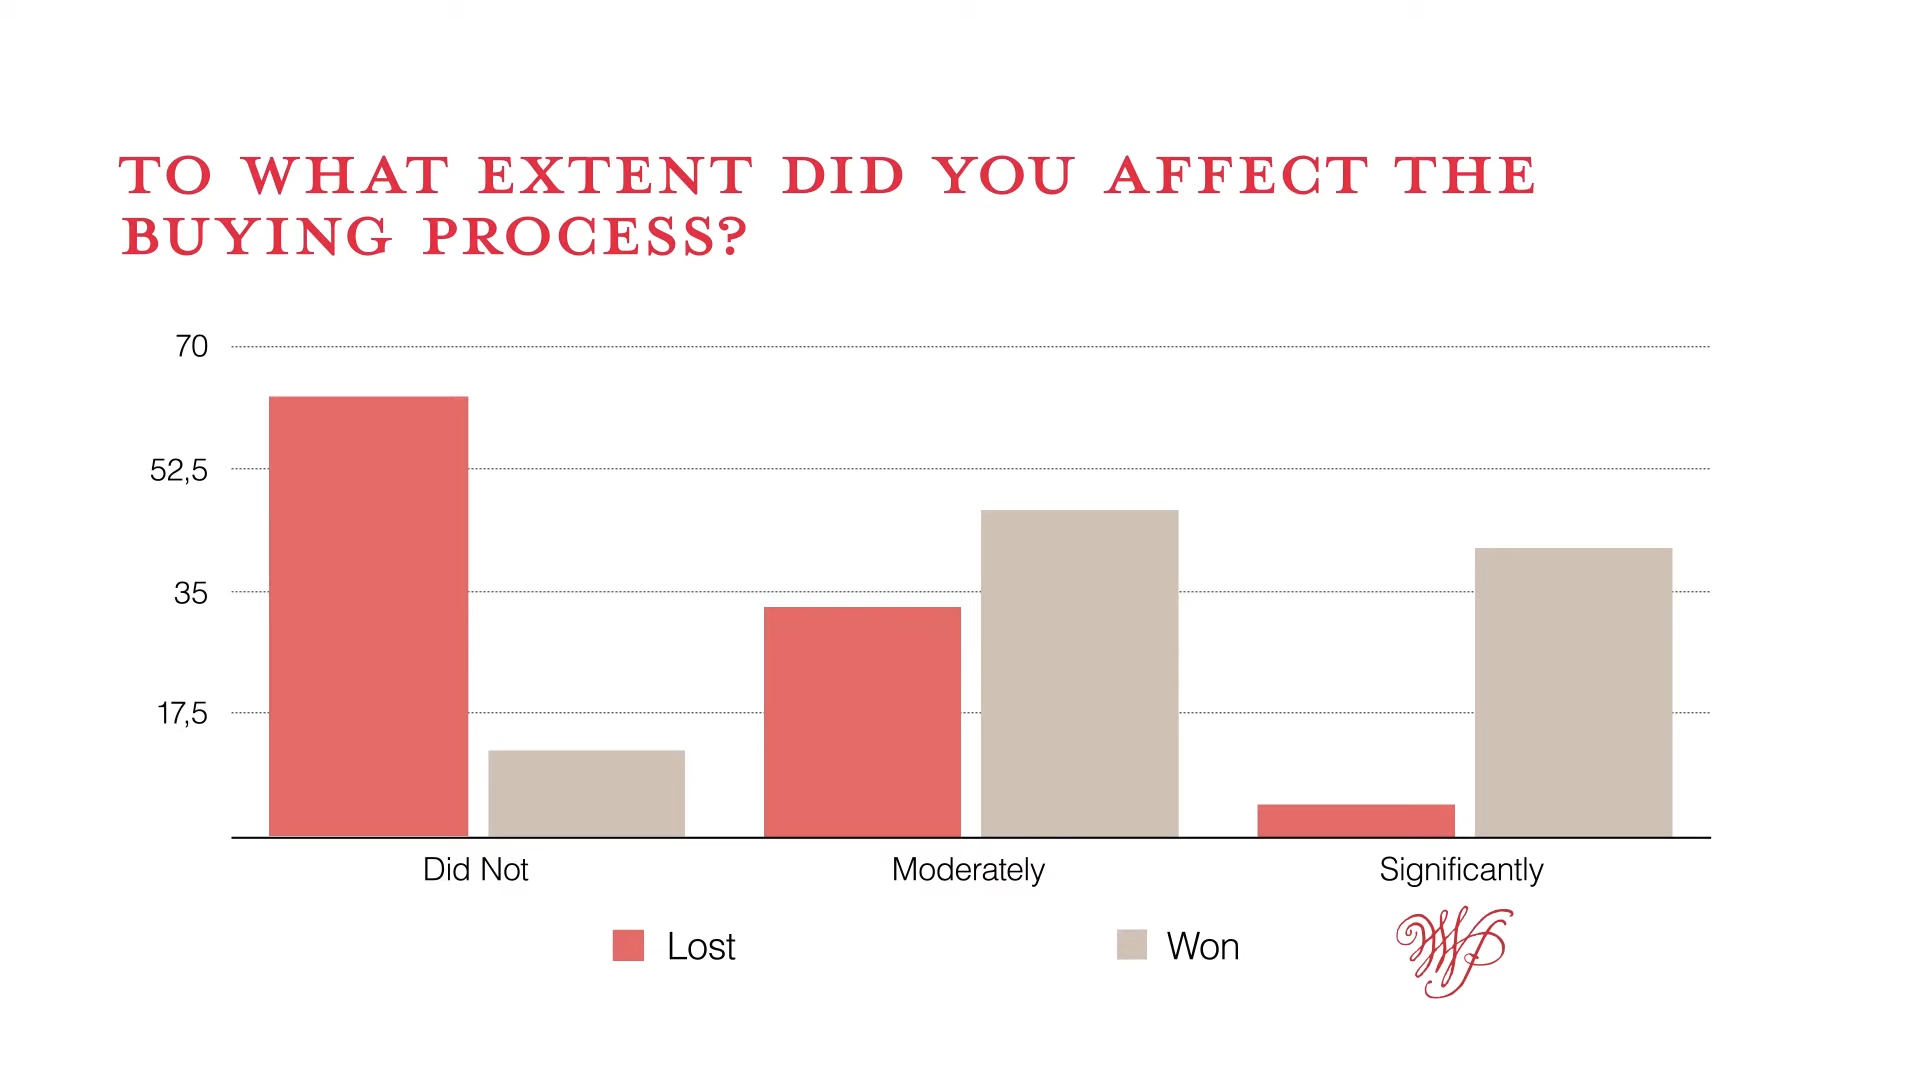 TO WHAT EXTENT DID YOU AFFECT THE
BUYING PROCESS?
70
52,5
35
17,5
Did Not
Moderately
Significantly
Lost
Won